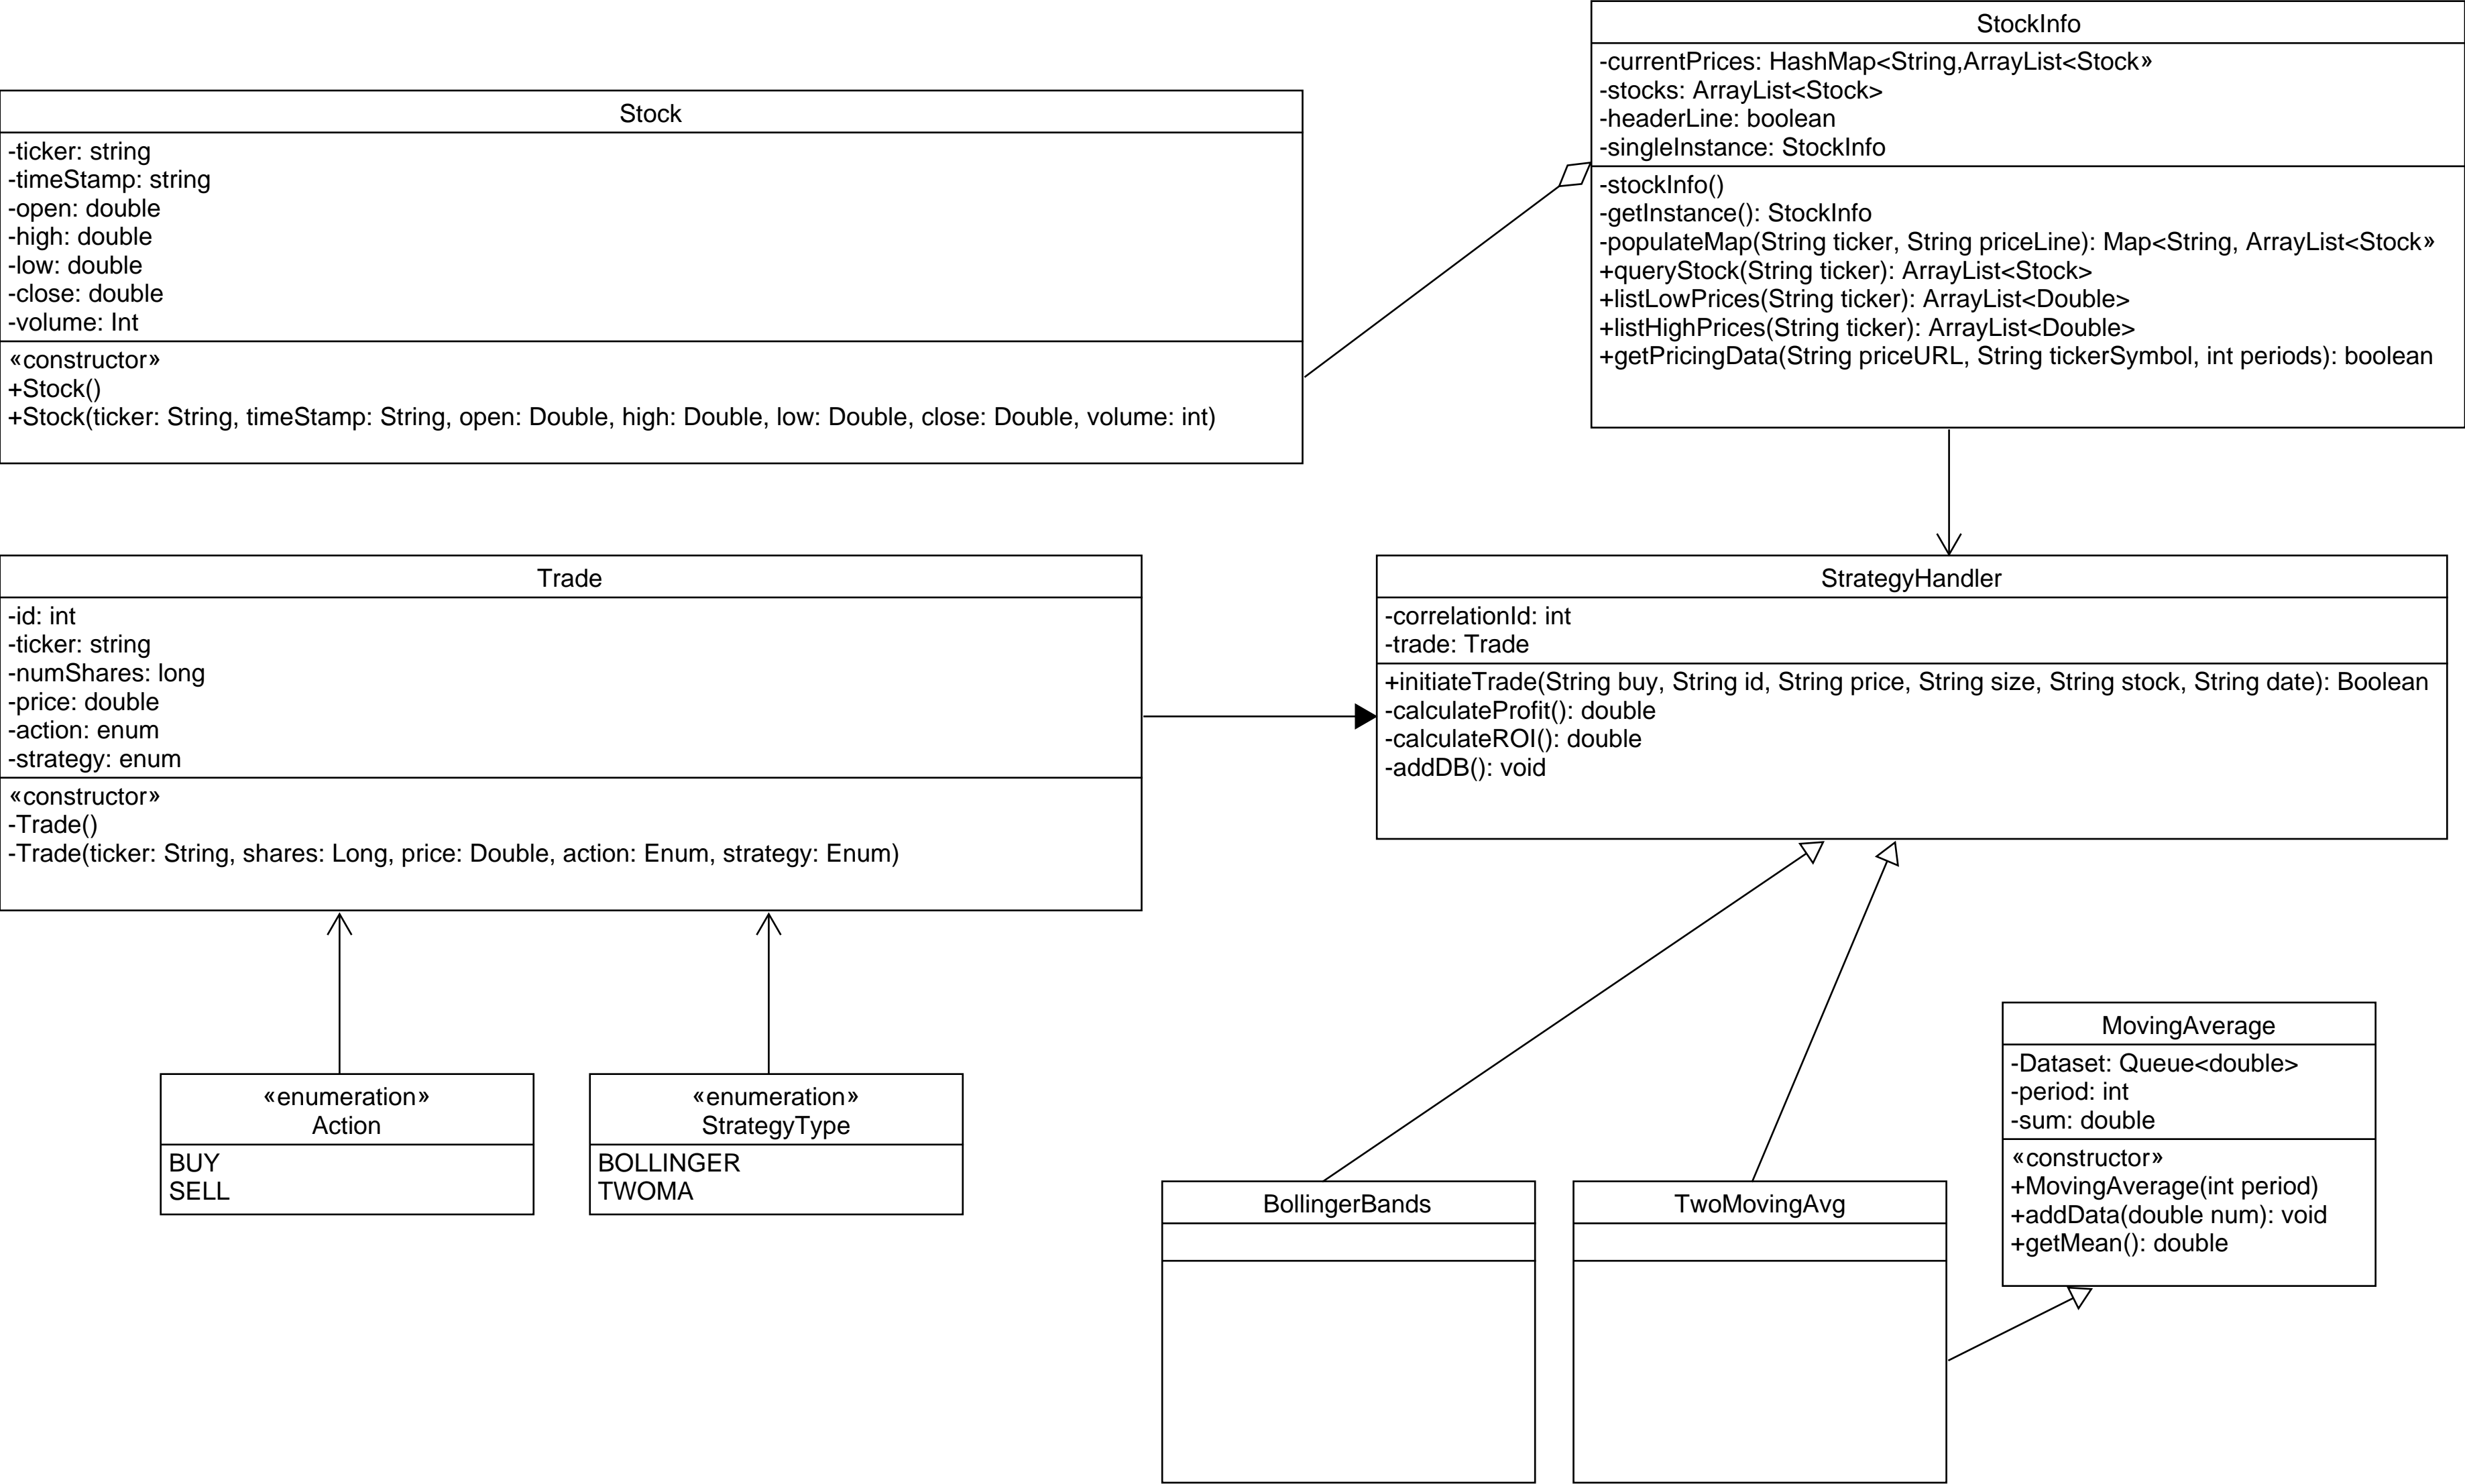 StockInfo
-currentPrices: HashMap<String,ArrayList<Stock»
-stocks: ArrayList<Stock>
-headerLine: boolean
-singleInstance: StockInfo
-stockInfo()
-getInstance(): StockInfo
-populateMap(String ticker, String priceLine): Map<String, ArrayList<Stock»
+queryStock(String ticker): ArrayList<Stock>
+listLowPrices(String ticker): ArrayList<Double>
+listHighPrices(String ticker): ArrayList<Double>
+getPricingData(String priceURL, String tickerSymbol, int periods): boolean
Stock
-ticker: string
-timeStamp: string
-open: double
-high: double
-low: double
-close: double
-volume: Int
«constructor»
+Stock()
+Stock(ticker: String, timeStamp: String, open: Double, high: Double, low: Double, close: Double, volume: int)
Trade
-id: int
-ticker: string
-numShares: long
-price: double
-action: enum
-strategy: enum
«constructor»
-Trade()
-Trade(ticker: String, shares: Long, price: Double, action: Enum, strategy: Enum)
StrategyHandler
-correlationId: int
-trade: Trade
+initiateTrade(String buy, String id, String price, String size, String stock, String date): Boolean
-calculateProfit(): double
-calculateROI(): double
-addDB(): void
«enumeration»
Action
BUY
SELL
«enumeration»
StrategyType
BOLLINGER
TWOMA
BollingerBands
TwoMovingAvg
MovingAverage
-Dataset: Queue<double>
-period: int
-sum: double
«constructor»
+MovingAverage(int period)
+addData(double num): void
+getMean(): double